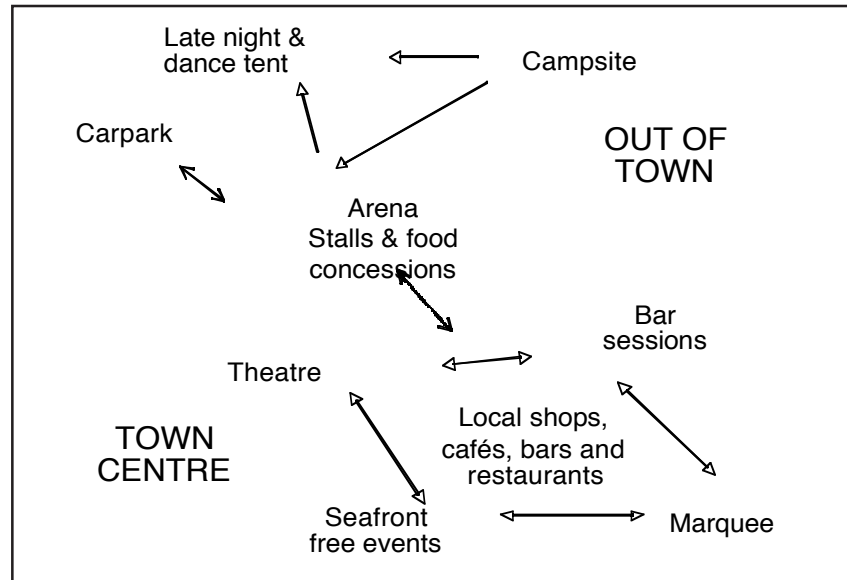 Late night &
dance tent
Campsite
Carpark
OUT OF
TOWN
Arena
Stalls & food
concessions
Bar
sessions
Theatre
Local shops,
cafés, bars and
restaurants
TOWN
CENTRE
Seafront
free events
Marquee